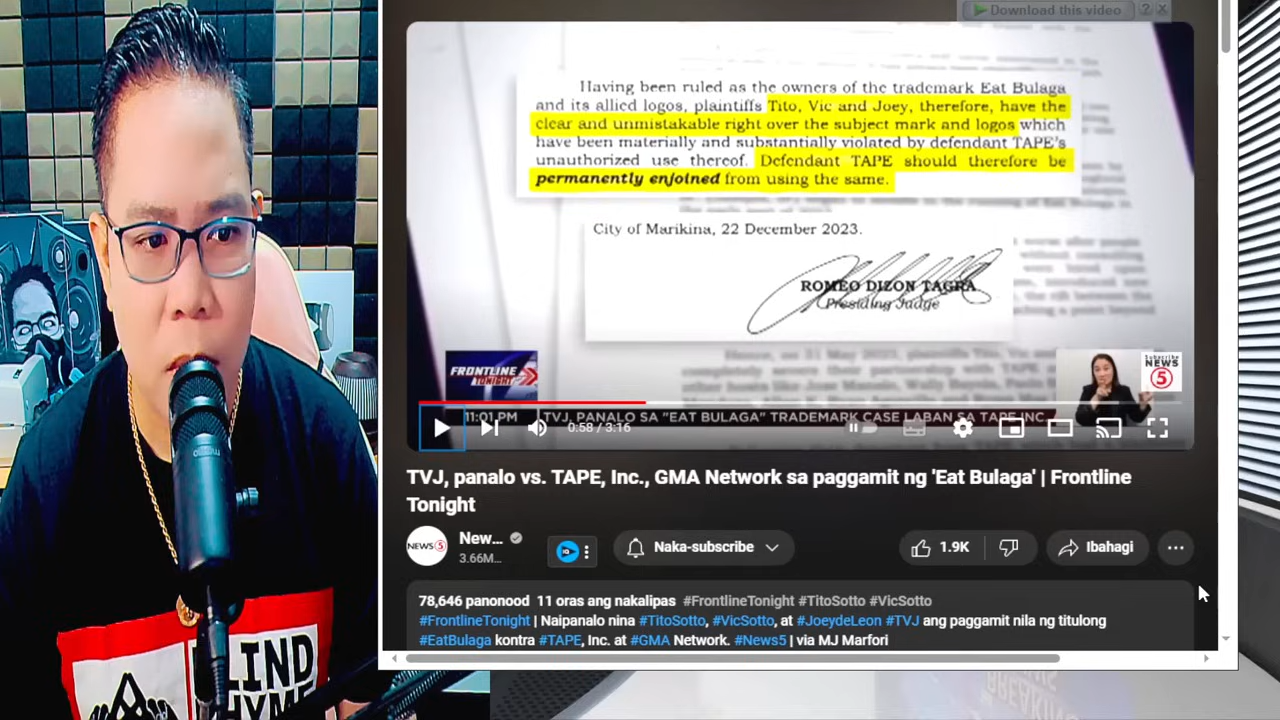 Download this video
Having been ruled as the owners of the trademark Eat Bulaga
and its allied logos, plaintiffs Tito, Vic and Joey, therefore, have the
clear and unmistakable right over the subject mark and logos which
have been materially and substantially violated by defendant TAPE's
unauthorized use thereof. Defendant TAPE should therefore be
permanently enjoined from using the same.
City of Marikina, 22 December 2023.
ROMEO DIZON TAGRA
Presiding Judge
FRONTLINE
TONIGHT
Subscribe
NEWS
5
11:01 PM TVJ, PANALO SA "EAT BULAGA" TRADEMARK CASE LABAN SA TAPE INC.
0:58 / 3:16
TVJ, panalo vs. TAPE, Inc., GMA Network sa paggamit ng 'Eat Bulaga' | Frontline
Tonight
NEWS5
New...
3.66M...
Naka-subscribe
1.9K
Ibahagi
78,646 panonood 11 oras ang nakalipas #FrontlineTonight #TitoSotto #VicSotto
#FrontlineTonight | Naipanalo nina #TitoSotto, #VicSotto, at #JoeydeLeon #TVJ ang paggamit nila ng titulong
#EatBulaga kontra #TAPE, Inc. at #GMA Network. #News5 | via MJ Marfori